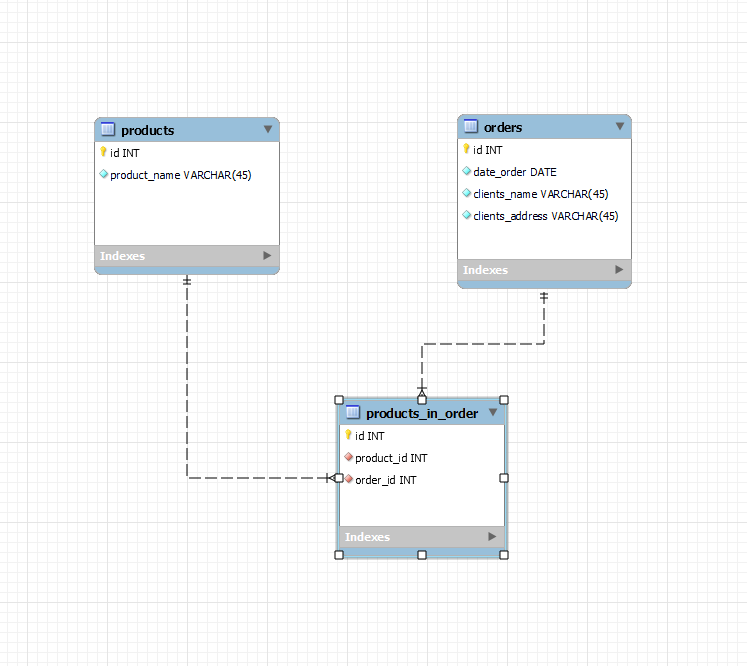 products
id INT
product_name VARCHAR(45)
Indexes
orders
id INT
date_order DATE
clients_name VARCHAR(45)
clients_address VARCHAR(45)
Indexes
products_in_order
id INT
product_id INT
order_id INT
Indexes